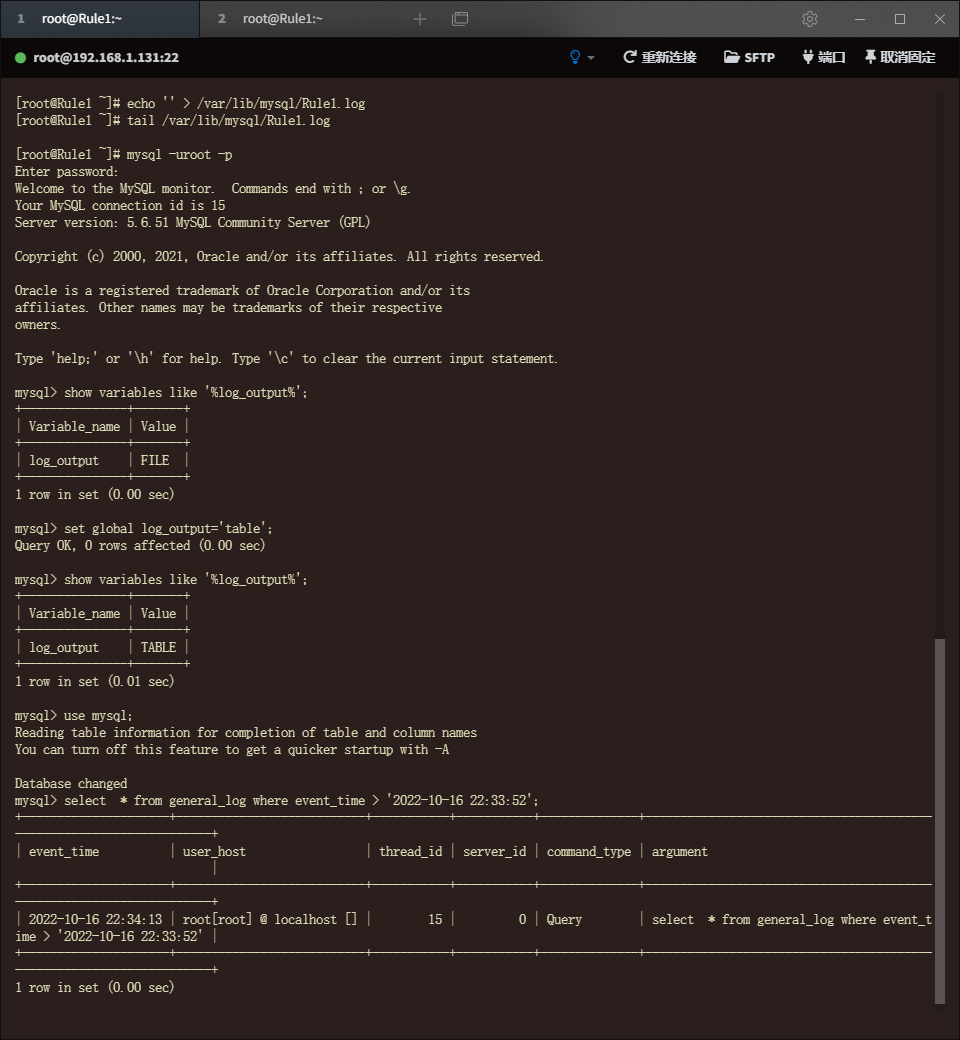 1 root@Rule1:~ 2 root@Rule1:~
root@192.168.1.131:22 重新连接 SFTP 端口 取消固定
[root@Rule1 ~]# echo '' > /var/lib/mysql/Rule1.log
[root@Rule1 ~]# tail /var/lib/mysql/Rule1.log
[root@Rule1 ~]# mysql -uroot -p
Enter password:
Welcome to the MySQL monitor.  Commands end with ; or \g.
Your MySQL connection id is 15
Server version: 5.6.51 MySQL Community Server (GPL)
Copyright (c) 2000, 2021, Oracle and/or its affiliates. All rights reserved.
Oracle is a registered trademark of Oracle Corporation and/or its
affiliates. Other names may be trademarks of their respective
owners.
Type 'help;' or '\h' for help. Type '\c' to clear the current input statement.
mysql> show variables like '%log_output%';
+---------------+-------+
| Variable_name | Value |
+---------------+-------+
| log_output    | FILE  |
+---------------+-------+
1 row in set (0.00 sec)
mysql> set global log_output='table';
Query OK, 0 rows affected (0.00 sec)
mysql> show variables like '%log_output%';
+---------------+-------+
| Variable_name | Value |
+---------------+-------+
| log_output    | TABLE |
+---------------+-------+
1 row in set (0.01 sec)
mysql> use mysql;
Reading table information for completion of table and column names
You can turn off this feature to get a quicker startup with -A
Database changed
mysql> select  * from general_log where event_time > '2022-10-16 22:33:52';
+---------------------+---------------------------+-----------+-----------+--------------+-----------------------------------------
----------------------------+
| event_time          | user_host                 | thread_id | server_id | command_type | argument
                            |
+---------------------+---------------------------+-----------+-----------+--------------+-----------------------------------------
----------------------------+
| 2022-10-16 22:34:13 | root[root] @ localhost [] |        15 |         0 | Query        | select  * from general_log where event_t
ime > '2022-10-16 22:33:52' |
+---------------------+---------------------------+-----------+-----------+--------------+-----------------------------------------
----------------------------+
1 row in set (0.00 sec)